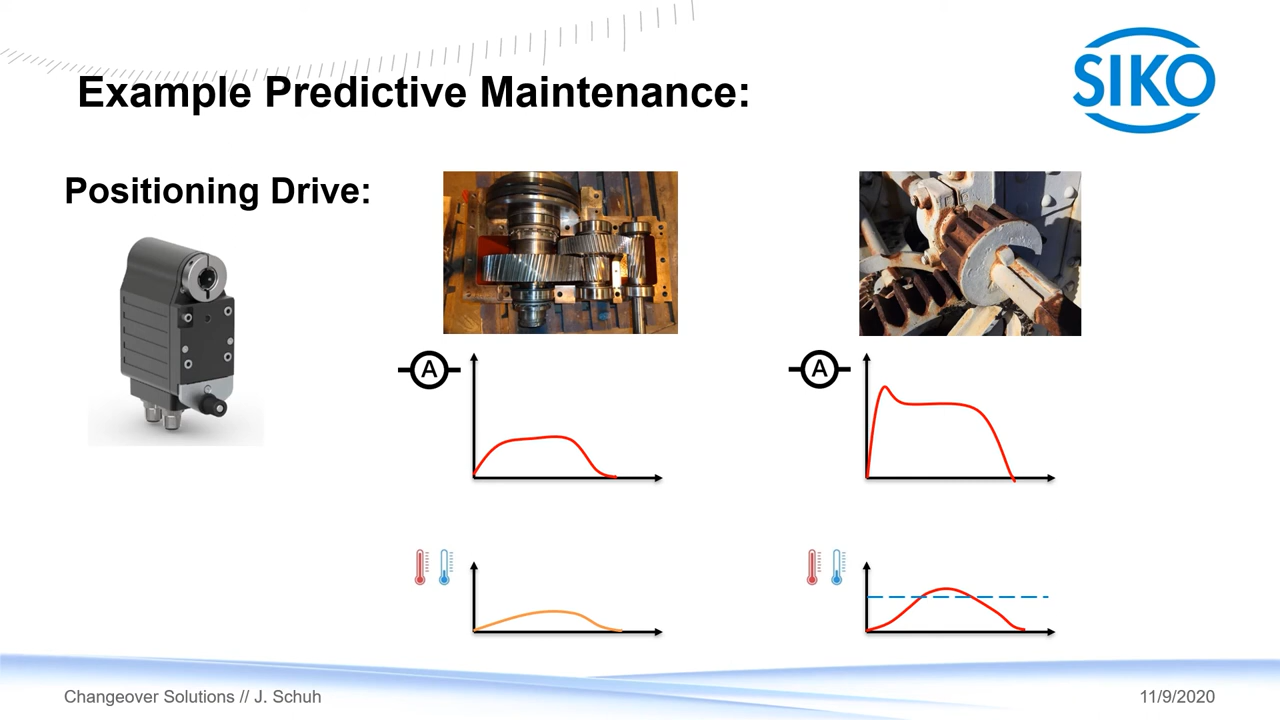 SIKO
Example Predictive Maintenance:
Positioning Drive:
A
A
Changeover Solutions // J. Schuh
11/9/2020